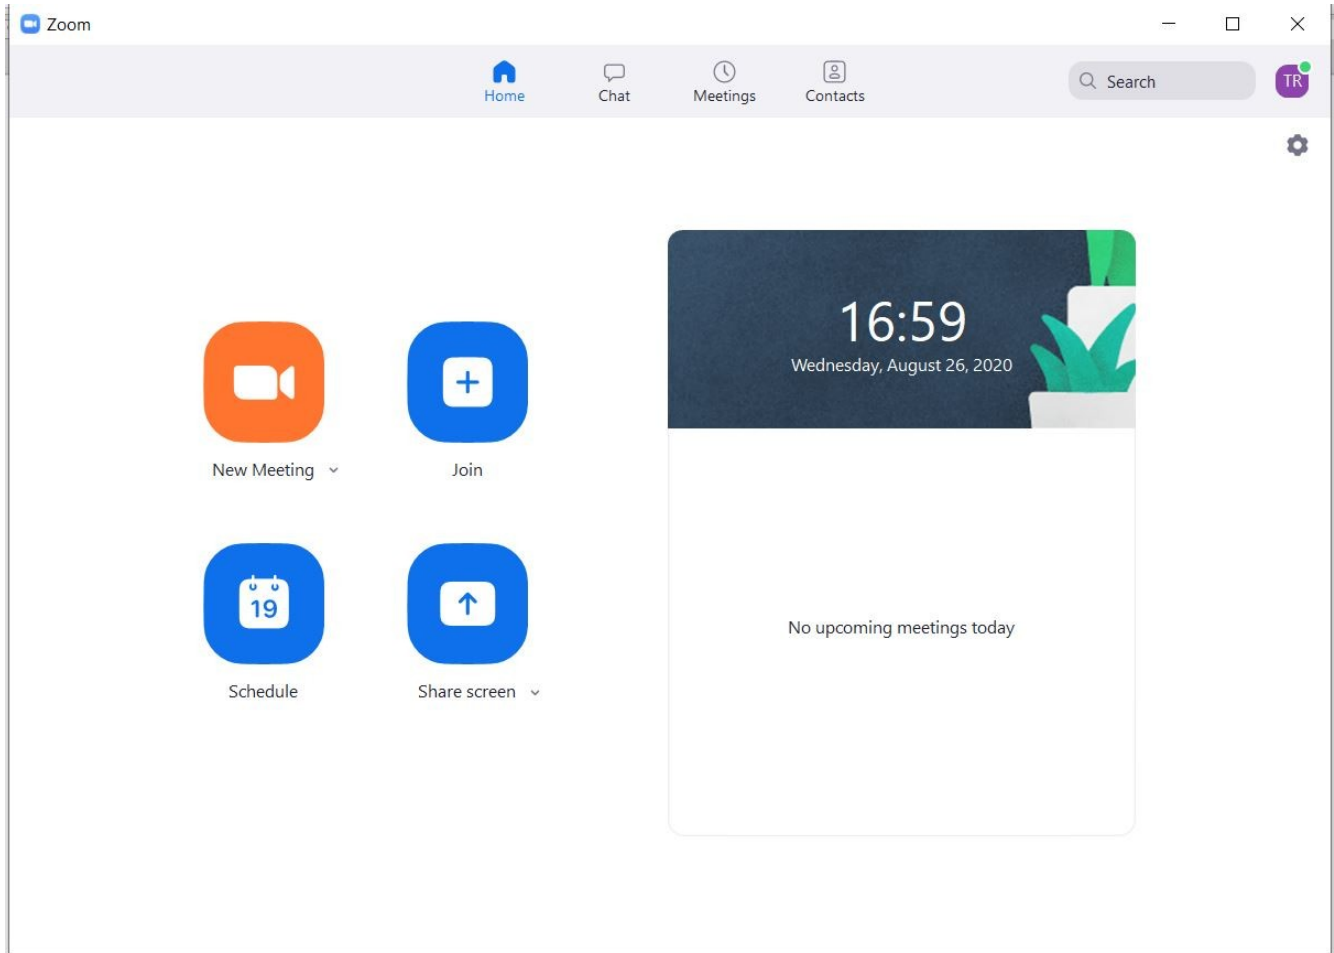 Zoom
Home
Chat
Meetings
Contacts
Search
TR
16:59
Wednesday, August 26, 2020
New Meeting
Join
19
Schedule
Share screen
No upcoming meetings today